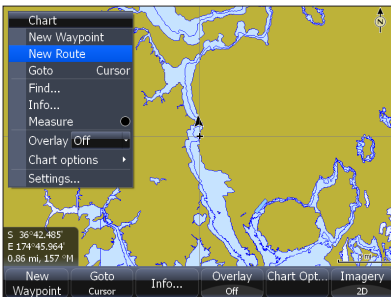 Chart
N
New Waypoint
New Route
Goto Cursor
Find...
Info...
Measure
Overlay Off
Chart options
Settings...
S 36°42.485'
E 174°45.964'
0.86 mi, 157 °M
New Waypoint
Goto Cursor
Info...
Overlay Off
Chart Opt...
Imagery 2D